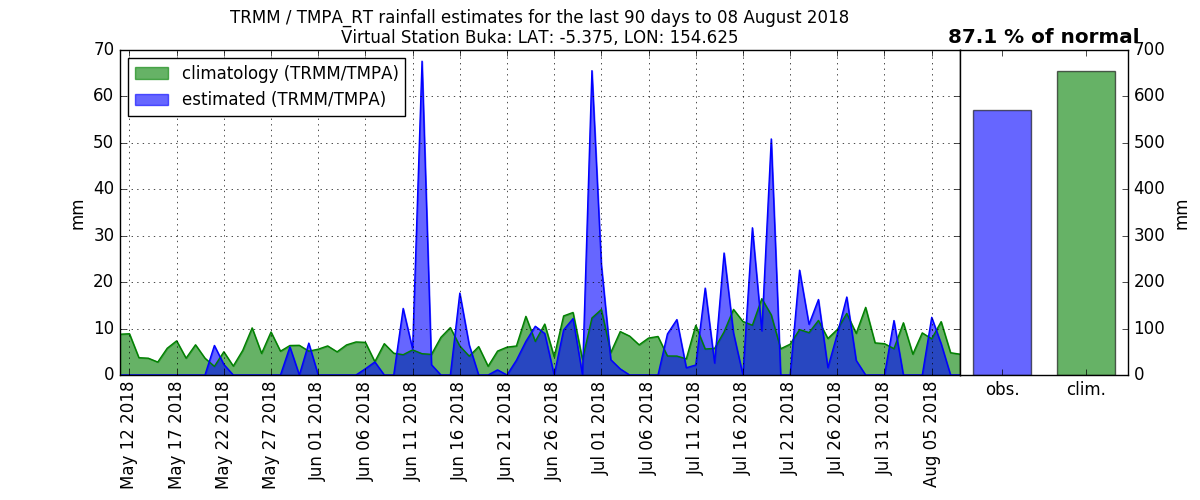 TRMM / TMPA_RT rainfall estimates for the last 90 days to 08 August 2018
Virtual Station Buka: LAT: -5.375, LON: 154.625
87.1 % of normal
climatology (TRMM/TMPA)
estimated (TRMM/TMPA)
70
60
50
40
30
20
10
0
mm
May 12 2018
May 17 2018
May 22 2018
May 27 2018
Jun 01 2018
Jun 06 2018
Jun 11 2018
Jun 16 2018
Jun 21 2018
Jun 26 2018
Jul 01 2018
Jul 06 2018
Jul 11 2018
Jul 16 2018
Jul 21 2018
Jul 26 2018
Jul 31 2018
Aug 05 2018
obs.
clim.
700
600
500
400
300
200
100
0
mm